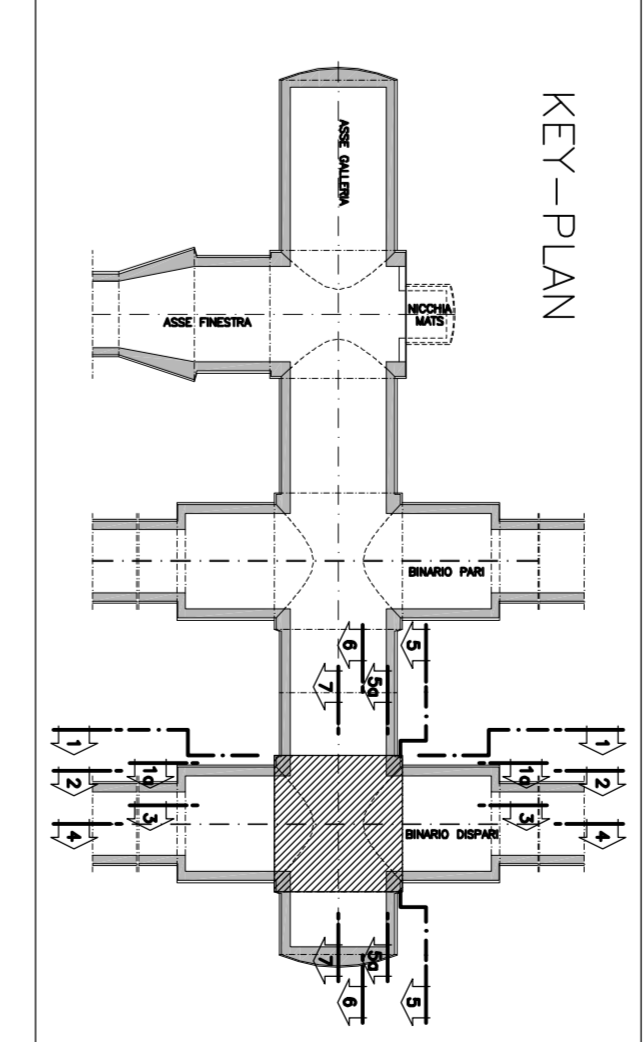 KEY-PLAN
ASSE GALLERIA
NICCHIA
MATS
ASSE FINESTRA
BINARIO PARI
6
5
7
5a
1
1
1a
1a
2
2
3
3
4
BINARIO DISPARI
4
7
5a
6
5